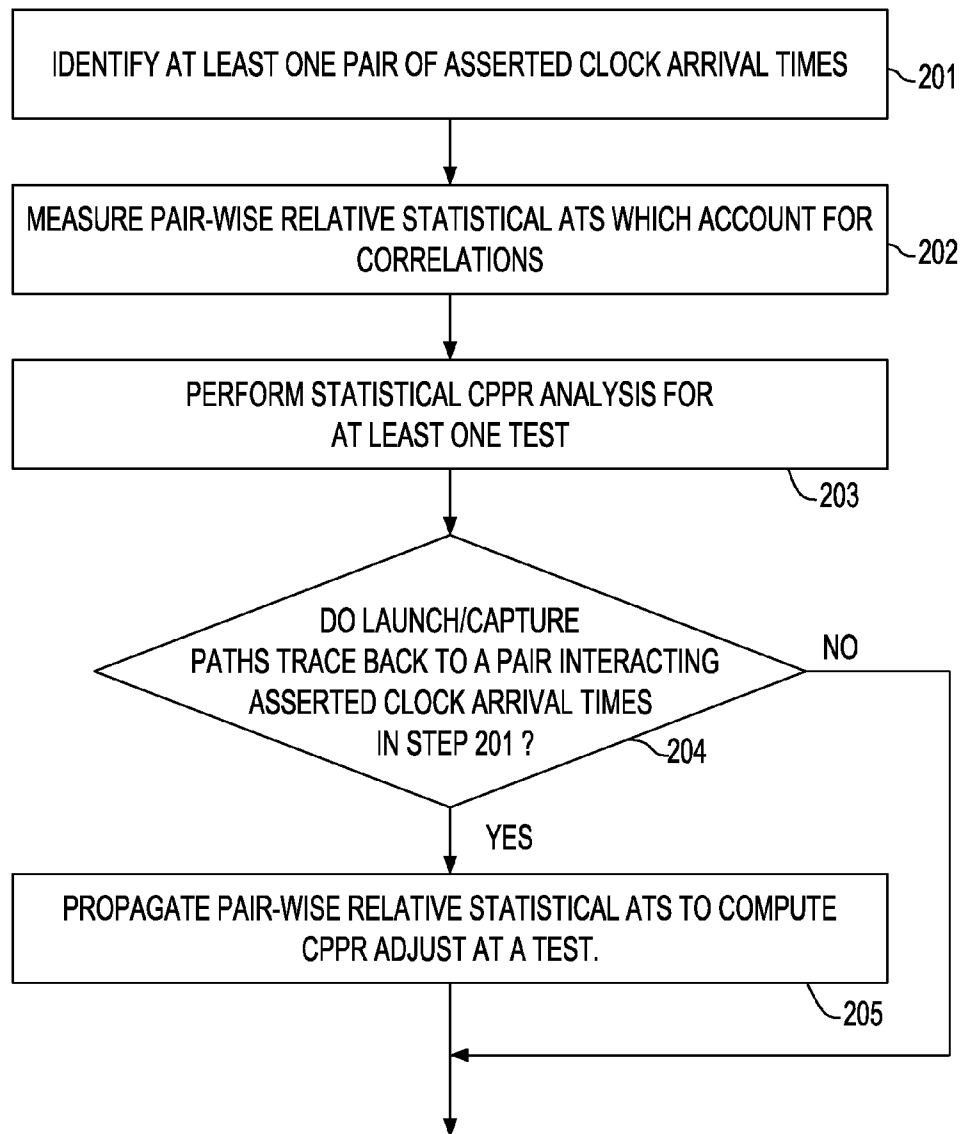 IDENTIFY AT LEAST ONE PAIR OF ASSERTED CLOCK ARRIVAL TIMES
201
MEASURE PAIR-WISE RELATIVE STATISTICAL ATS WHICH ACCOUNT FOR
CORRELATIONS
202
PERFORM STATISTICAL CPPR ANALYSIS FOR
AT LEAST ONE TEST
203
DO LAUNCH/CAPTURE
PATHS TRACE BACK TO A PAIR INTERACTING
ASSERTED CLOCK ARRIVAL TIMES
IN STEP 201 ?
204
NO
YES
PROPAGATE PAIR-WISE RELATIVE STATISTICAL ATS TO COMPUTE
CPPR ADJUST AT A TEST.
205